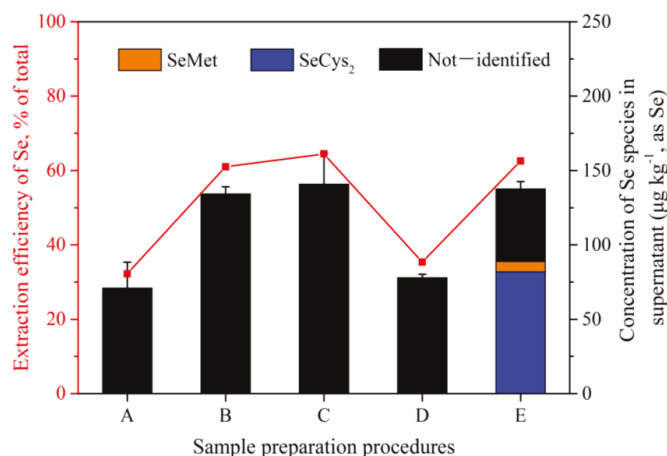 100
80
60
40
20
0
Extraction efficiency of Se, % of total
SeMet
SeCys₂
Not−identified
250
200
150
100
50
0
Concentration of Se species in
supernatant (μg kg⁻¹, as Se)
A
B
C
D
E
Sample preparation procedures